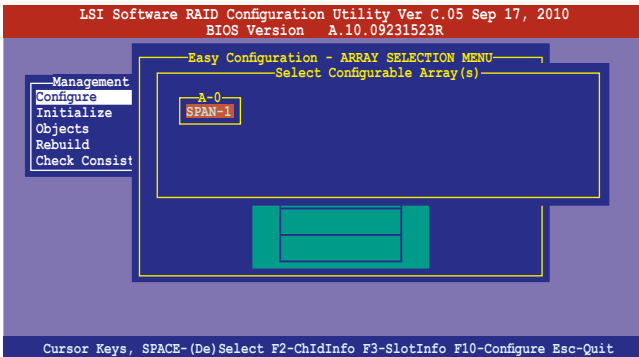 LSI Software RAID Configuration Utility Ver C.05 Sep 17, 2010
BIOS Version A.10.09231523R
Easy Configuration - ARRAY SELECTION MENU
Select Configurable Array(s)
Management
Configure
Initialize
Objects
Rebuild
Check Consist
A-0
SPAN-1
Cursor Keys, SPACE-(De)Select F2-ChIdInfo F3-SlotInfo F10-Configure Esc-Quit